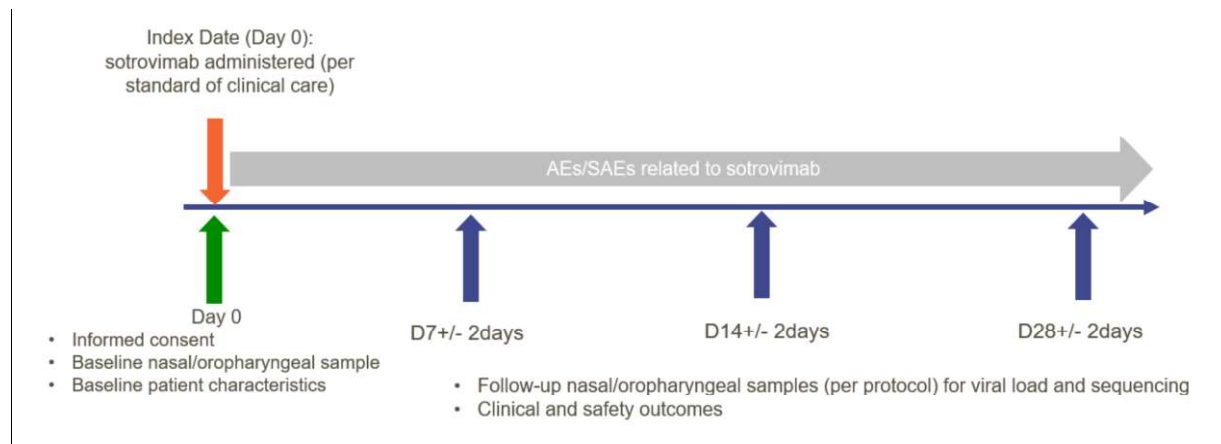 Index Date (Day 0):
sotrovimab administered (per
standard of clinical care)
AEs/SAEs related to sotrovimab
Day 0
• Informed consent
• Baseline nasal/oropharyngeal sample
• Baseline patient characteristics
D7+/- 2days
D14+/- 2days
D28+/- 2days
• Follow-up nasal/oropharyngeal samples (per protocol) for viral load and sequencing
• Clinical and safety outcomes